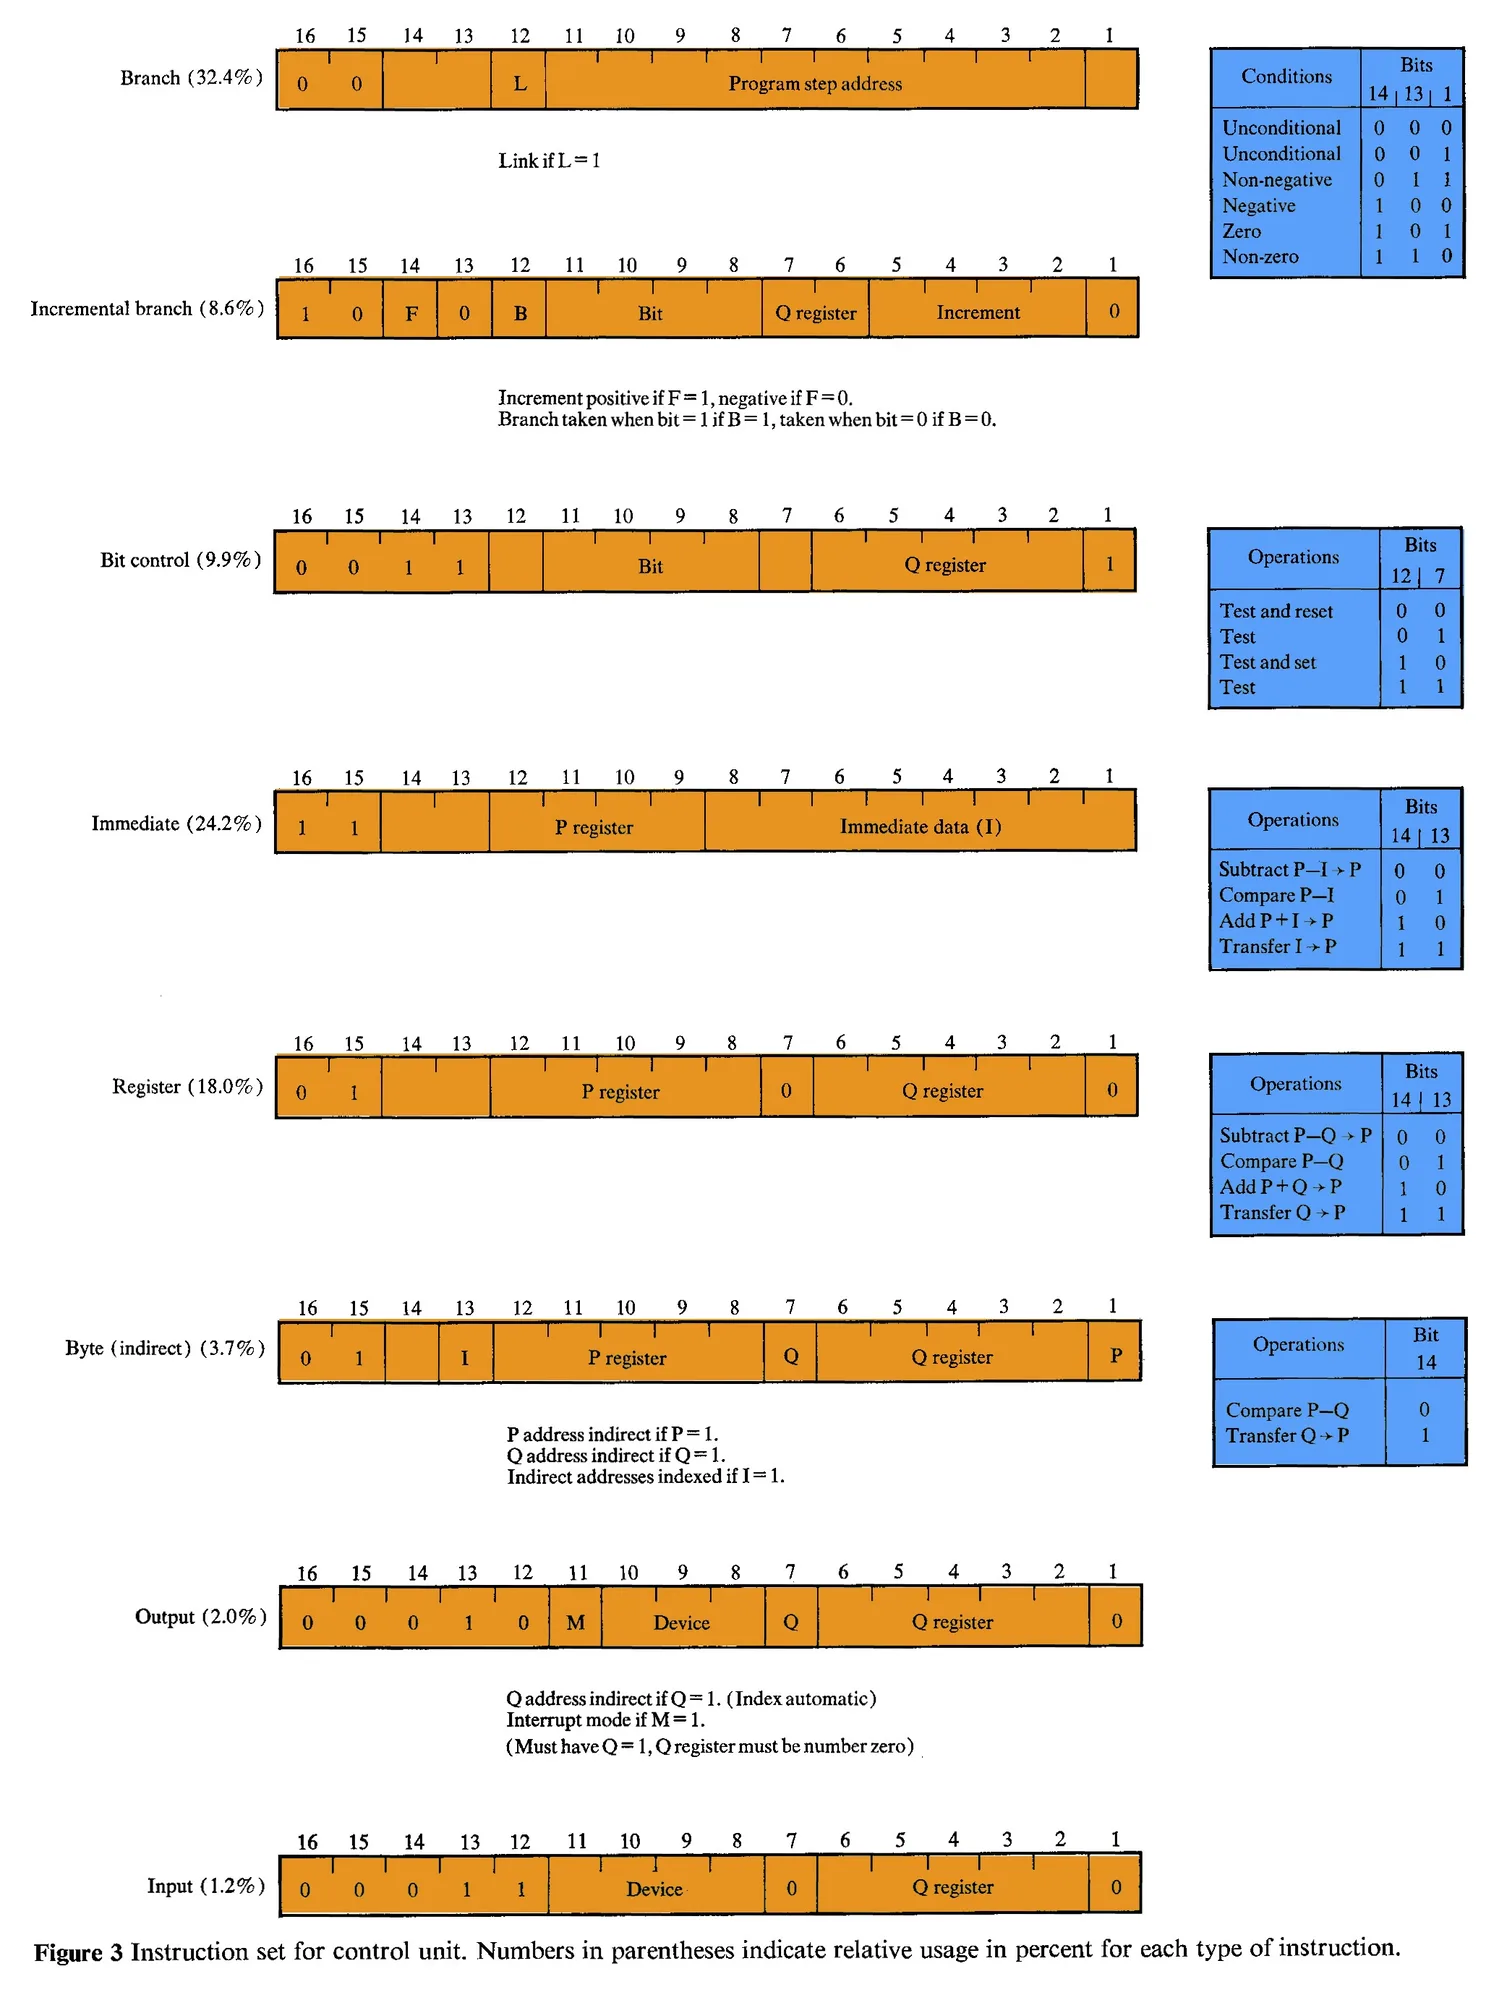 16 15 14 13 12 11 10 9 8 7 6 5 4 3 2 1
Branch (32.4%) 0 0 L Program step address
Link if L = 1
Conditions Bits
14 13 1
Unconditional 0 0 0
Unconditional 0 0 1
Non-negative 0 1 1
Negative 1 0 0
Zero 1 0 1
Non-zero 1 1 0
16 15 14 13 12 11 10 9 8 7 6 5 4 3 2 1
Incremental branch (8.6%) 1 0 F 0 B Bit Q register Increment 0
Increment positive if F = 1, negative if F = 0.
Branch taken when bit = 1 if B = 1, taken when bit = 0 if B = 0.
16 15 14 13 12 11 10 9 8 7 6 5 4 3 2 1
Bit control (9.9%) 0 0 1 1 Bit Q register 1
Operations Bits
12 7
Test and reset 0 0
Test 0 1
Test and set 1 0
Test 1 1
16 15 14 13 12 11 10 9 8 7 6 5 4 3 2 1
Immediate (24.2%) 1 1 P register Immediate data (I)
Operations Bits
14 13
Subtract P–I → P 0 0
Compare P–I 0 1
Add P + I → P 1 0
Transfer I → P 1 1
16 15 14 13 12 11 10 9 8 7 6 5 4 3 2 1
Register (18.0%) 0 1 P register 0 Q register 0
Operations Bits
14 13
Subtract P–Q → P 0 0
Compare P–Q 0 1
Add P + Q → P 1 0
Transfer Q → P 1 1
16 15 14 13 12 11 10 9 8 7 6 5 4 3 2 1
Byte (indirect) (3.7%) 0 1 I P register Q Q register P
P address indirect if P = 1.
Q address indirect if Q = 1.
Indirect addresses indexed if I = 1.
Operations Bit
14
Compare P–Q 0
Transfer Q → P 1
16 15 14 13 12 11 10 9 8 7 6 5 4 3 2 1
Output (2.0%) 0 0 0 1 0 M Device Q Q register 0
Q address indirect if Q = 1. (Index automatic)
Interrupt mode if M = 1.
(Must have Q = 1, Q register must be number zero)
16 15 14 13 12 11 10 9 8 7 6 5 4 3 2 1
Input (1.2%) 0 0 0 1 1 Device 0 Q register 0
Figure 3 Instruction set for control unit. Numbers in parentheses indicate relative usage in percent for each type of instruction.